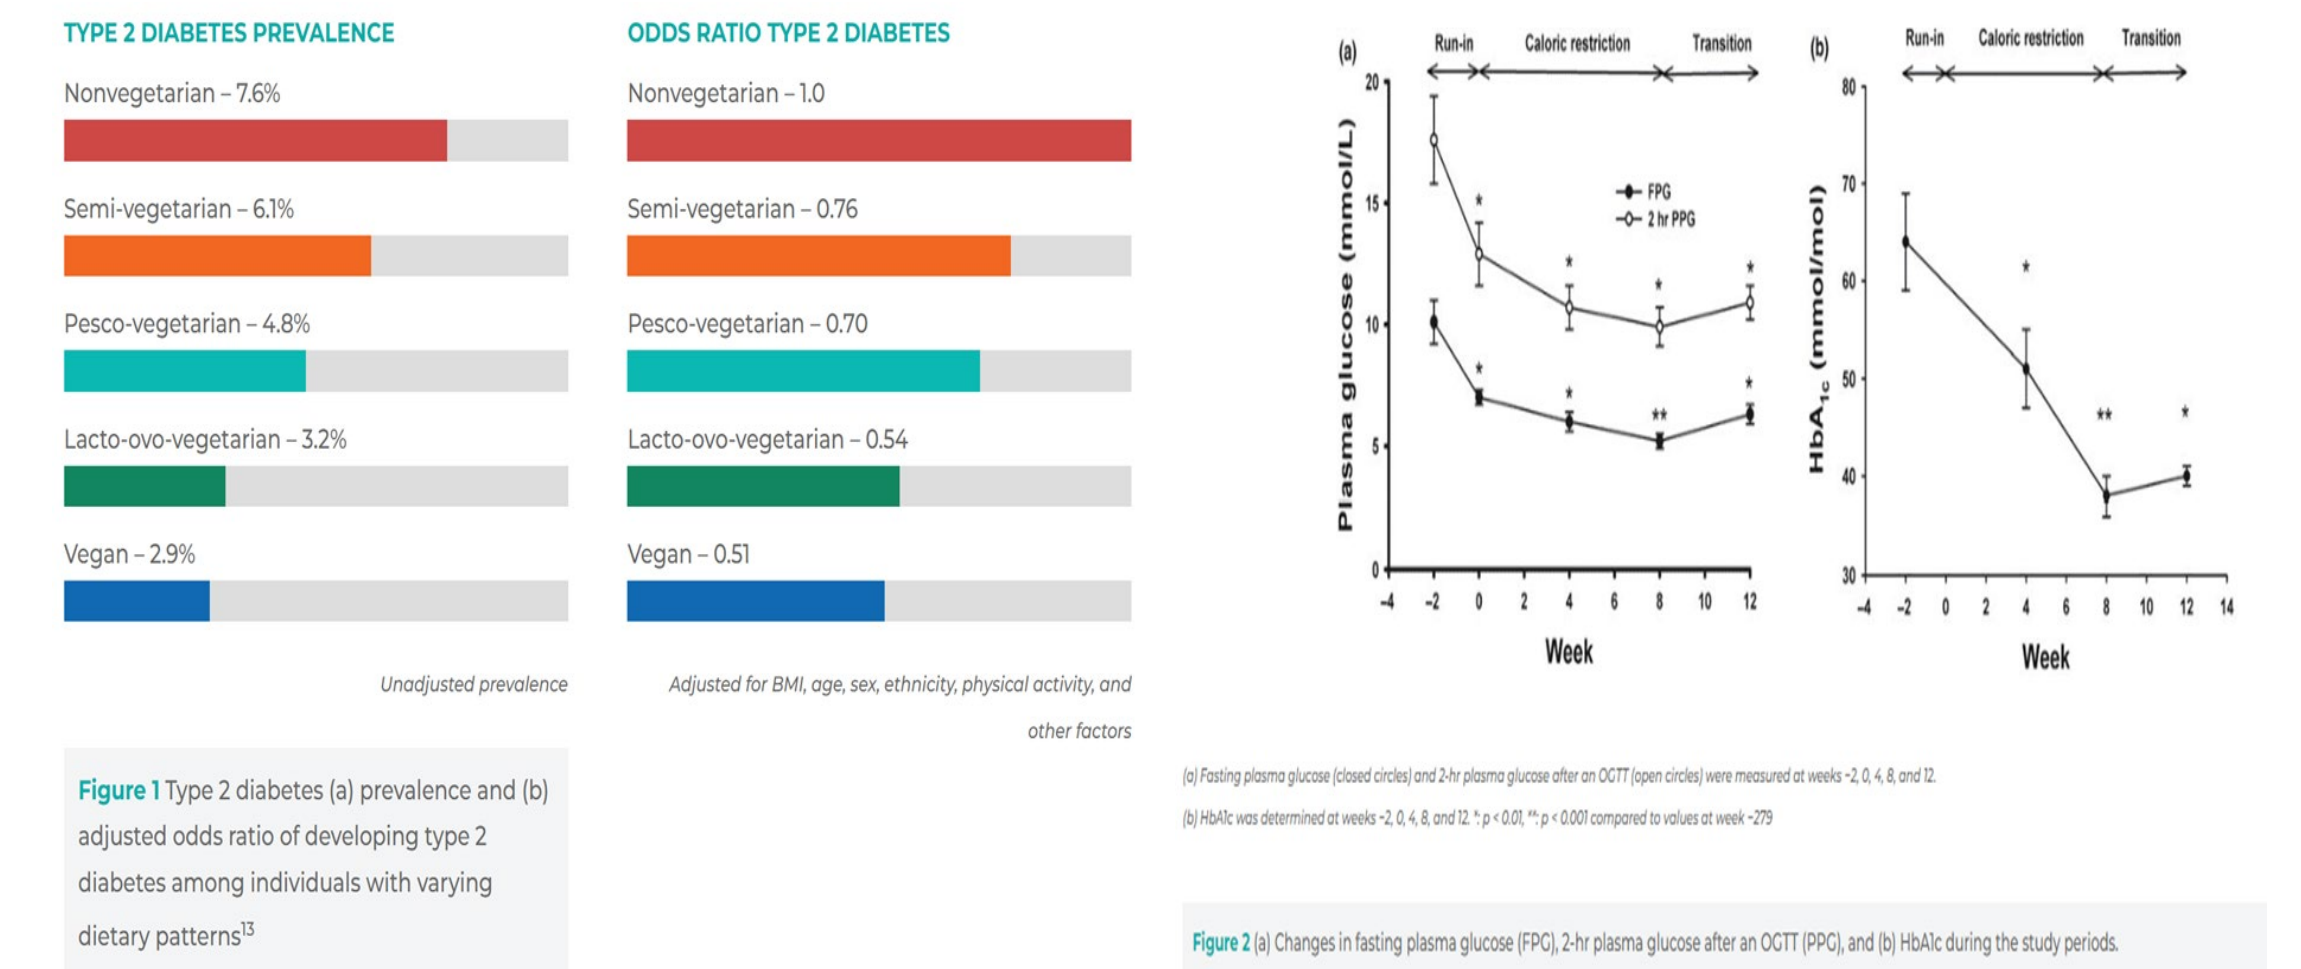 TYPE 2 DIABETES PREVALENCE
Nonvegetarian – 7.6%
Semi-vegetarian – 6.1%
Pesco-vegetarian – 4.8%
Lacto-ovo-vegetarian – 3.2%
Vegan – 2.9%
Unadjusted prevalence
ODDS RATIO TYPE 2 DIABETES
Nonvegetarian – 1.0
Semi-vegetarian – 0.76
Pesco-vegetarian – 0.70
Lacto-ovo-vegetarian – 0.54
Vegan – 0.51
Adjusted for BMI, age, sex, ethnicity, physical activity, and
other factors
Figure 1 Type 2 diabetes (a) prevalence and (b)
adjusted odds ratio of developing type 2
diabetes among individuals with varying
dietary patterns13
(a)
Run-in Caloric restriction Transition
Plasma glucose (mmol/L)
20
15
10
5
0
* * * *
* * ** *
FPG
2 hr PPG
-4 -2 0 2 4 6 8 10 12
Week
(b)
Run-in Caloric restriction Transition
HbA1c (mmol/mol)
80
70
60
50
40
30
* ** *
-4 -2 0 2 4 6 8 10 12 14
Week
(a) Fasting plasma glucose (closed circles) and 2-hr plasma glucose after an OGTT (open circles) were measured at weeks -2, 0, 4, 8, and 12.
(b) HbA1c was determined at weeks -2, 0, 4, 8, and 12. *: p < 0.01, **: p < 0.001 compared to values at week -279
Figure 2 (a) Changes in fasting plasma glucose (FPG), 2-hr plasma glucose after an OGTT (PPG), and (b) HbA1c during the study periods.